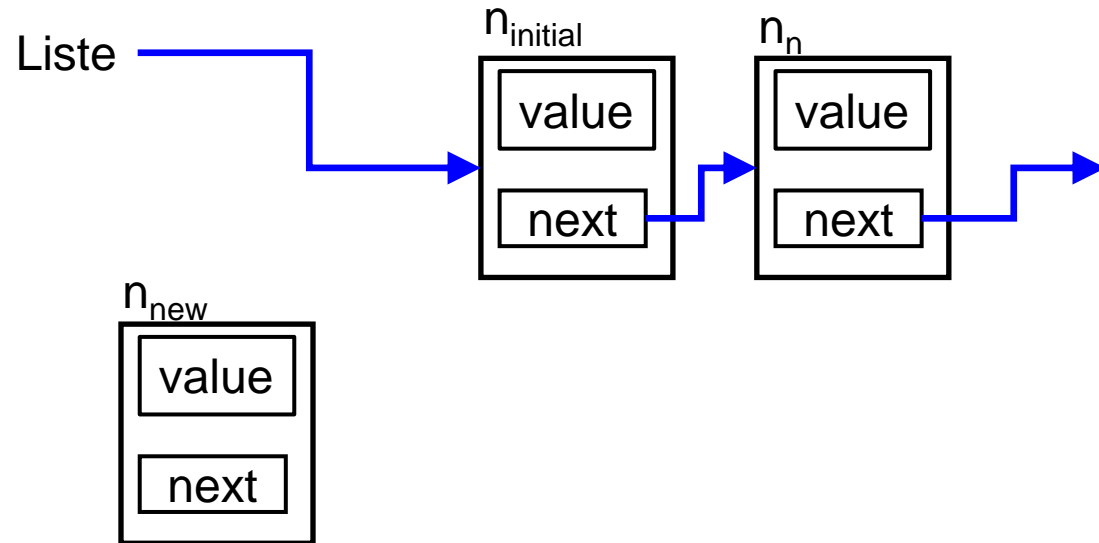 Liste
n_initial
n_n
value
value
next
next
n_new
value
next